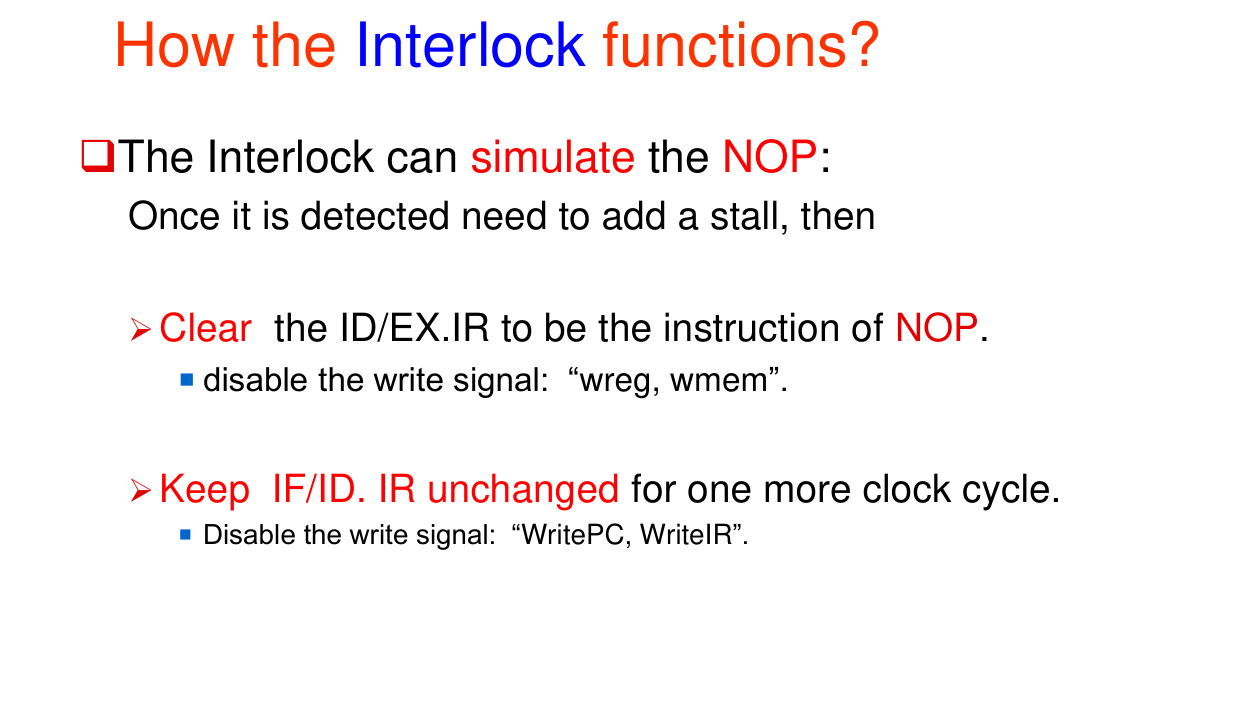 How the Interlock functions?
The Interlock can simulate the NOP:
Once it is detected need to add a stall, then
Clear the ID/EX.IR to be the instruction of NOP.
disable the write signal: “wreg, wmem”.
Keep IF/ID. IR unchanged for one more clock cycle.
Disable the write signal: “WritePC, WriteIR”.